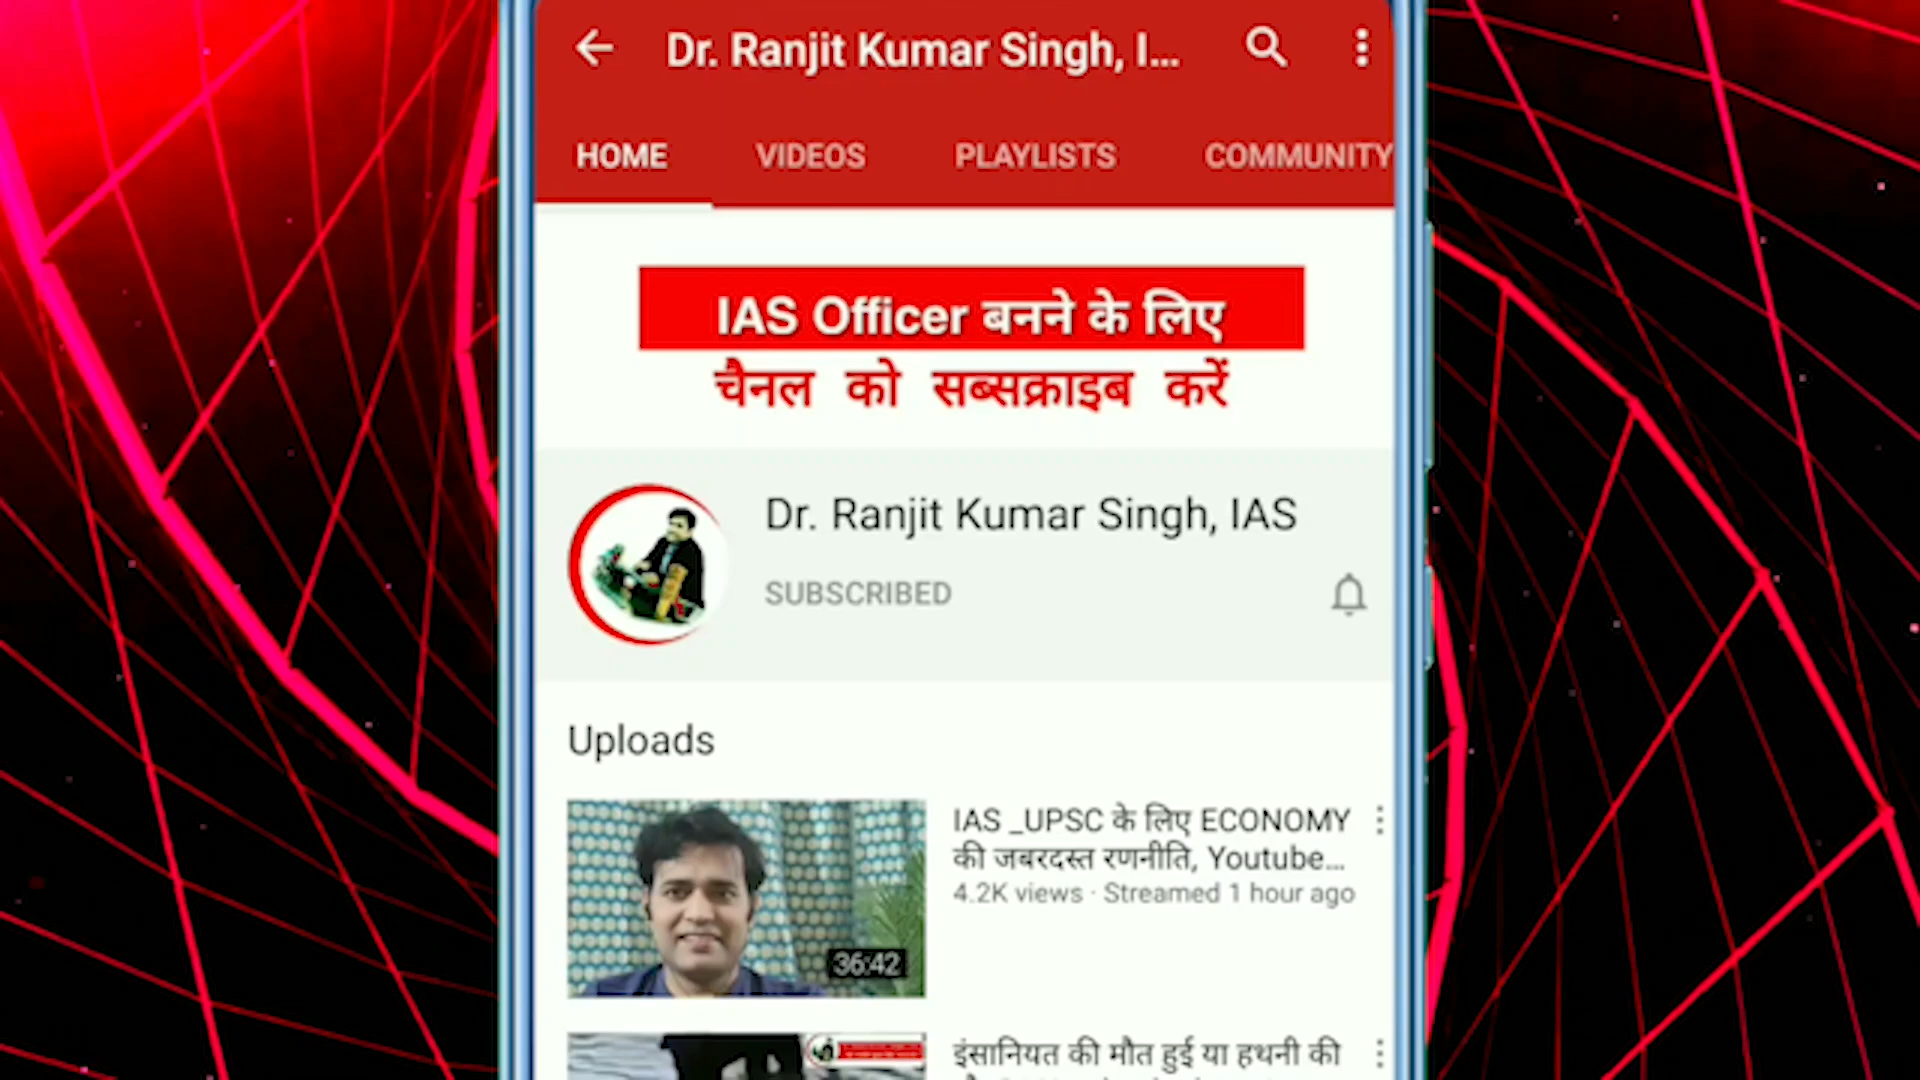 Dr. Ranjit Kumar Singh, I...
HOME VIDEOS PLAYLISTS COMMUNITY
IAS Officer बनने के लिए
चैनल को सब्सक्राइब करें
Dr. Ranjit Kumar Singh, IAS
SUBSCRIBED
Uploads
IAS _UPSC के लिए ECONOMY
की जबरदस्त रणनीति, Youtube...
4.2K views · Streamed 1 hour ago
36:42
इंसानियत की मौत हुई या हथनी की